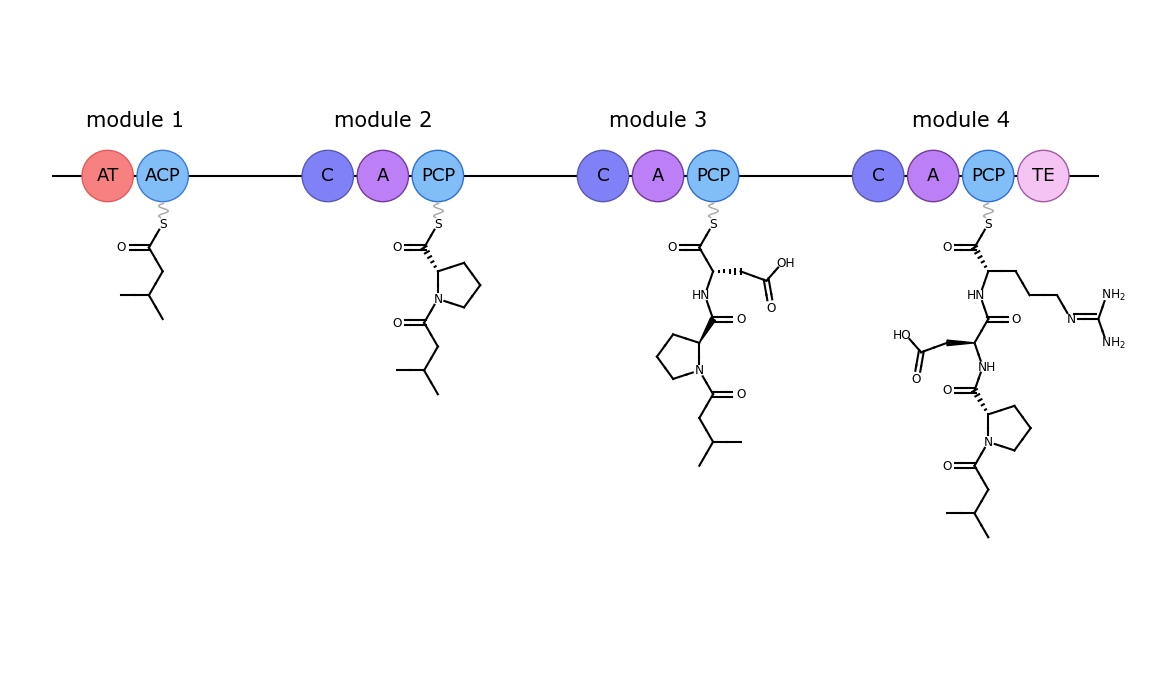 module 1 module 2 module 3 module 4
AT ACP C A PCP C A PCP C A PCP TE
S S S S
O O O O
OH
HN O HN NH₂
N O O N
O HO NH₂
O NH
N O
O O
N
O